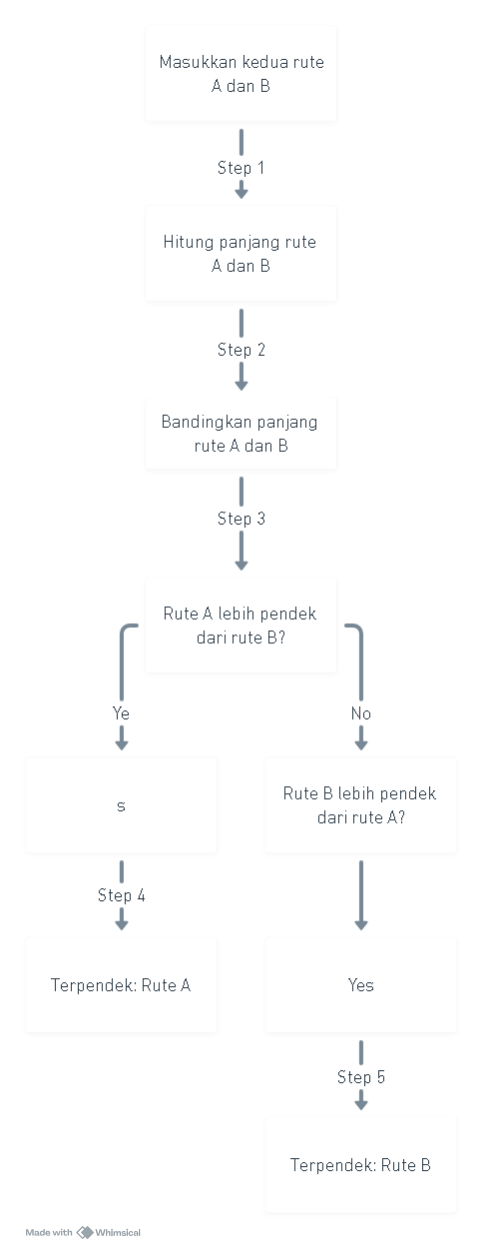 Masukkan kedua rute
A dan B
Step 1
Hitung panjang rute
A dan B
Step 2
Bandingkan panjang
rute A dan B
Step 3
Rute A lebih pendek
dari rute B?
Ye
No
s
Rute B lebih pendek
dari rute A?
Step 4
Terpendek: Rute A
Yes
Step 5
Terpendek: Rute B
Made with Whimsical